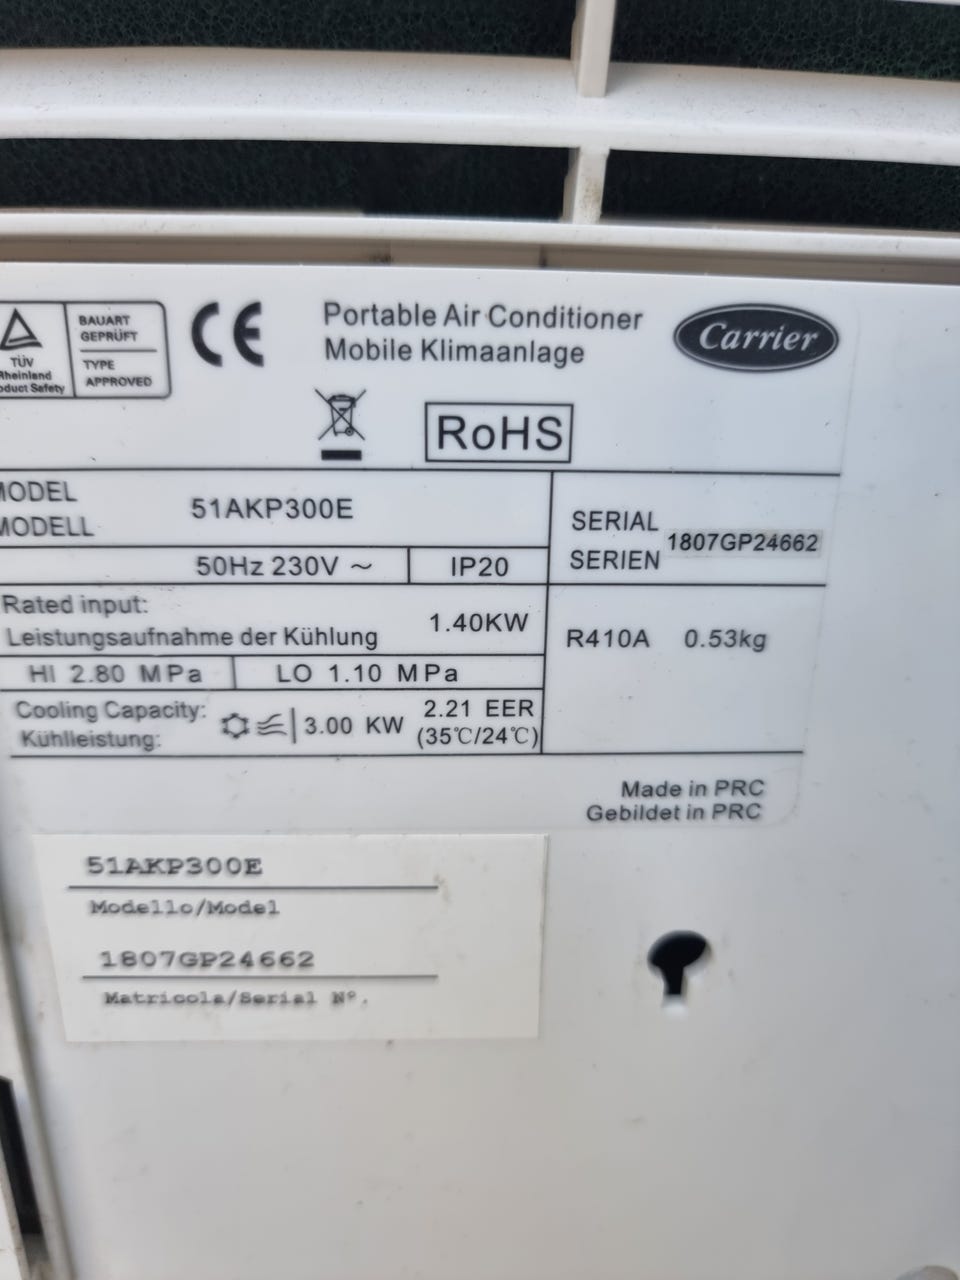 TÜV
Rheinland
Product Safety
BAUART
GEPRÜFT
TYPE
APPROVED
CE
Portable Air Conditioner
Mobile Klimaanlage
Carrier
RoHS
MODEL
MODELL
51AKP300E
SERIAL
SERIEN
1807GP24662
50Hz 230V ~
IP20
Rated input:
Leistungsaufnahme der Kühlung
1.40KW
R410A 0.53kg
HI 2.80 MPa
LO 1.10 MPa
Cooling Capacity:
Kühlleistung:
3.00 KW
2.21 EER
(35℃/24℃)
Made in PRC
Gebildet in PRC
51AKP300E
Modello/Model
1807GP24662
Matricola/Serial Nº.